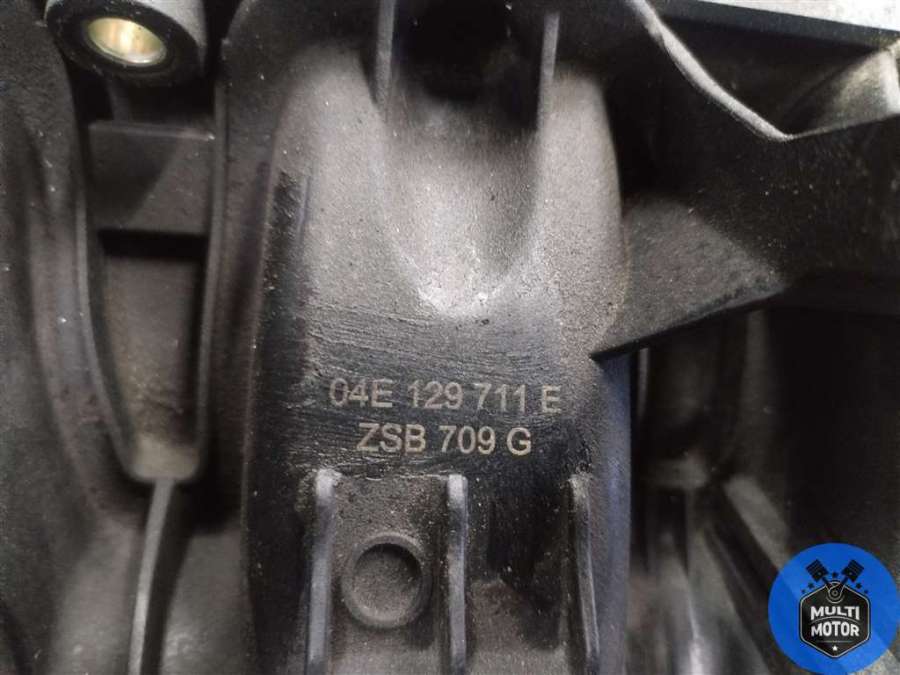 04E 129 711 E
ZSB 709 G
MULTI
MOTOR